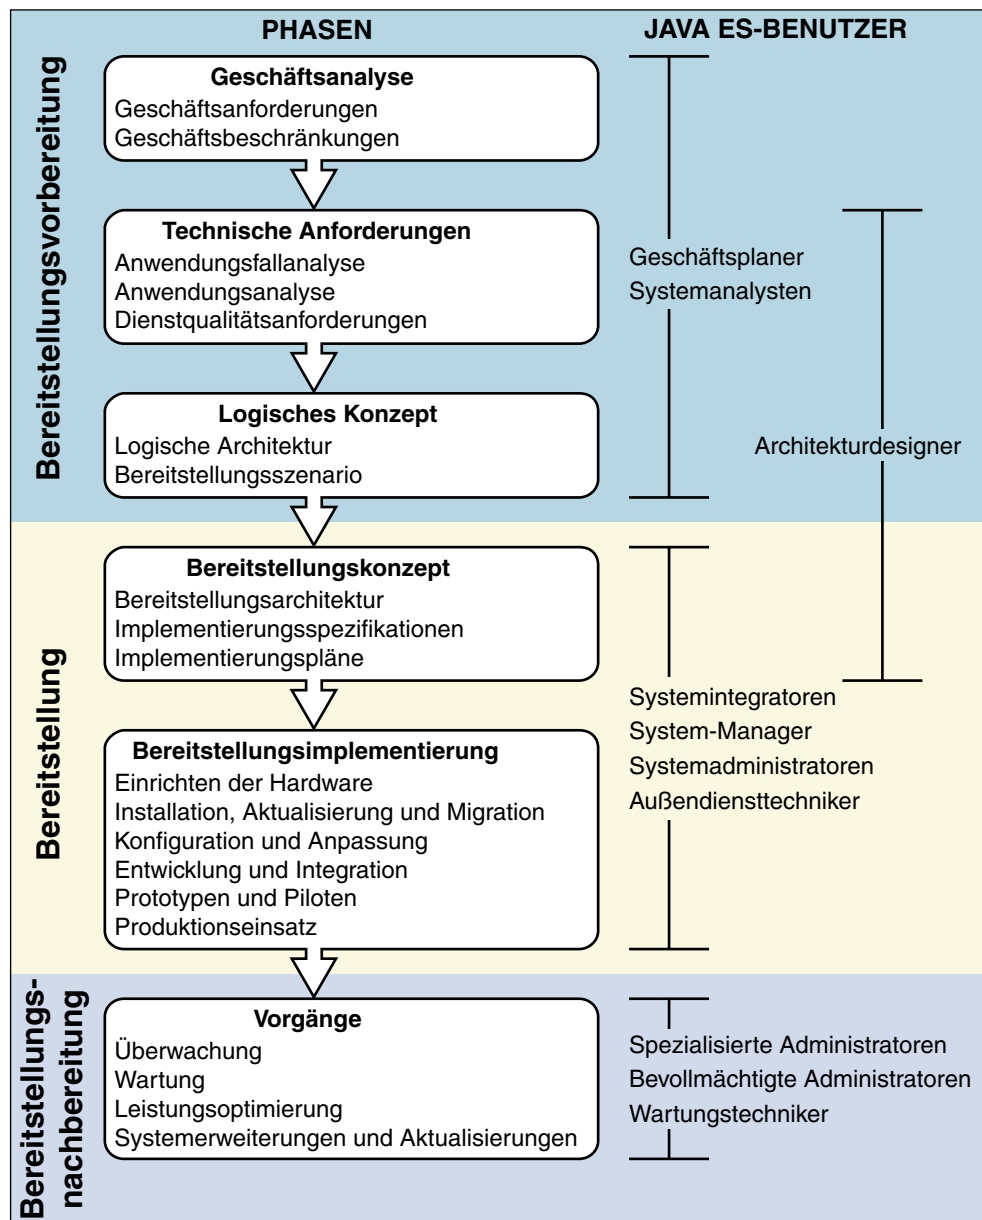 PHASEN
JAVA ES-BENUTZER
Bereitstellungsvorbereitung
Geschäftsanalyse
Geschäftsanforderungen
Geschäftsbeschränkungen
Technische Anforderungen
Anwendungsfallanalyse
Anwendungsanalyse
Dienstqualitätsanforderungen
Logisches Konzept
Logische Architektur
Bereitstellungsszenario
Geschäftsplaner
Systemanalysten
Architekturdesigner
Bereitstellung
Bereitstellungskonzept
Bereitstellungsarchitektur
Implementierungsspezifikationen
Implementierungspläne
Bereitstellungsimplementierung
Einrichten der Hardware
Installation, Aktualisierung und Migration
Konfiguration und Anpassung
Entwicklung und Integration
Prototypen und Piloten
Produktionseinsatz
Systemintegratoren
System-Manager
Systemadministratoren
Außendiensttechniker
Bereitstellungs-
nachbereitung
Vorgänge
Überwachung
Wartung
Leistungsoptimierung
Systemerweiterungen und Aktualisierungen
Spezialisierte Administratoren
Bevollmächtigte Administratoren
Wartungstechniker